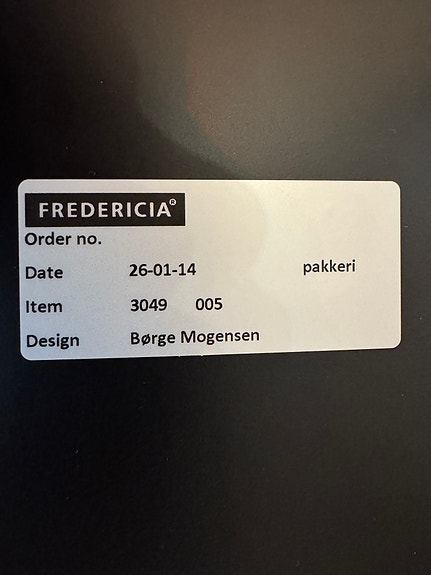 FREDERICIA®
Order no.
Date 26-01-14 pakkeri
Item 3049 005
Design Børge Mogensen